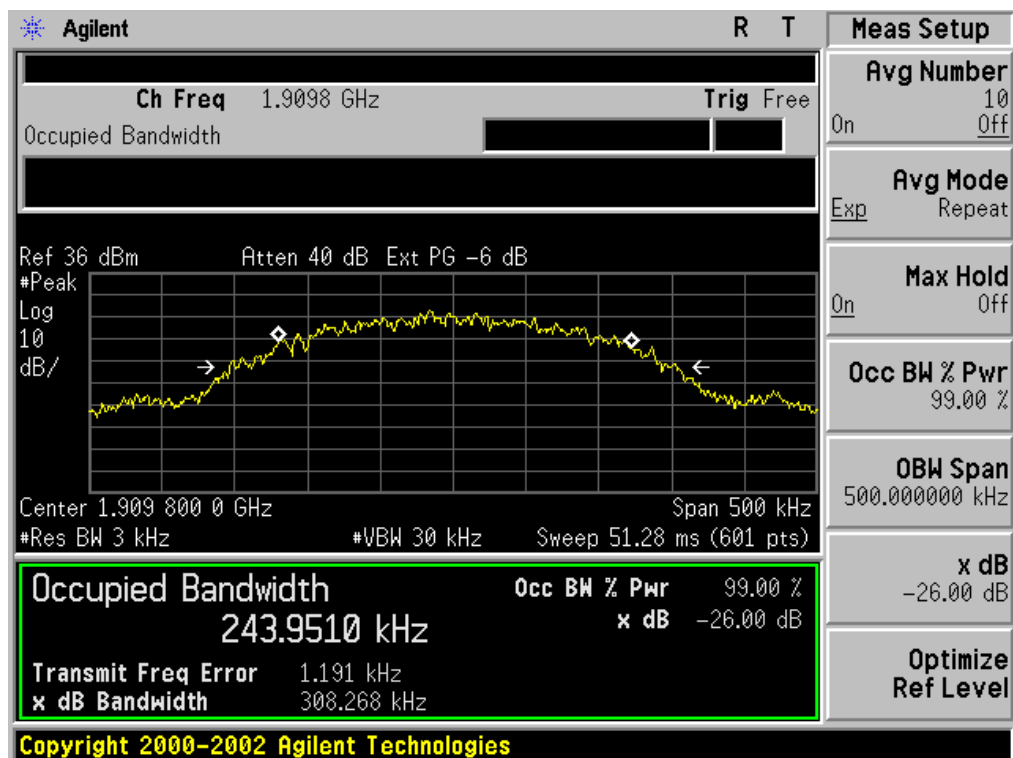 Agilent R T
Ch Freq 1.9098 GHz Trig Free
Occupied Bandwidth
Ref 36 dBm Atten 40 dB Ext PG -6 dB
#Peak
Log
10
dB/
Center 1.909 800 0 GHz Span 500 kHz
#Res BW 3 kHz #VBW 30 kHz Sweep 51.28 ms (601 pts)
Occupied Bandwidth
243.9510 kHz
Occ BW % Pwr 99.00 %
x dB -26.00 dB
Transmit Freq Error 1.191 kHz
x dB Bandwidth 308.268 kHz
Meas Setup
Avg Number
10
On Off
Avg Mode
Exp Repeat
Max Hold
On Off
Occ BW % Pwr
99.00 %
OBW Span
500.000000 kHz
x dB
-26.00 dB
Optimize
Ref Level
Copyright 2000-2002 Agilent Technologies